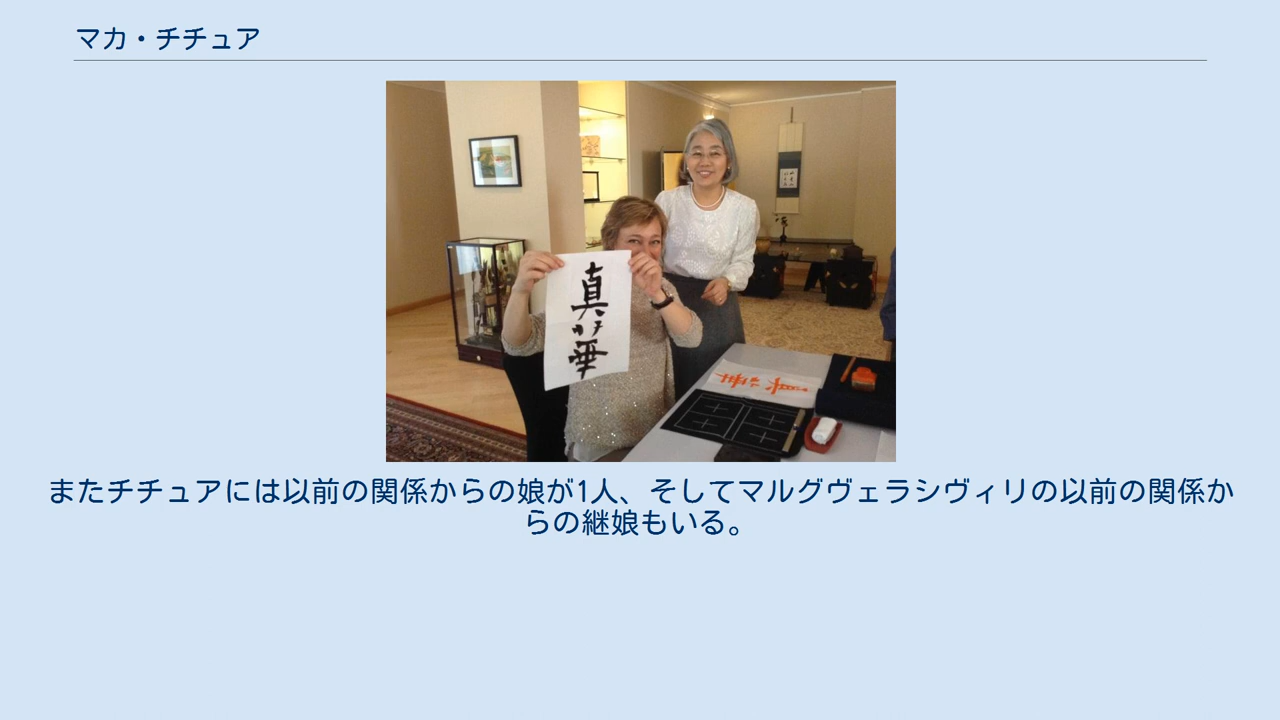 マカ・チチュア
真
華
またチチュアには以前の関係からの娘が1人、そしてマルグヴェラシヴィリの以前の関係か
らの継娘もいる。